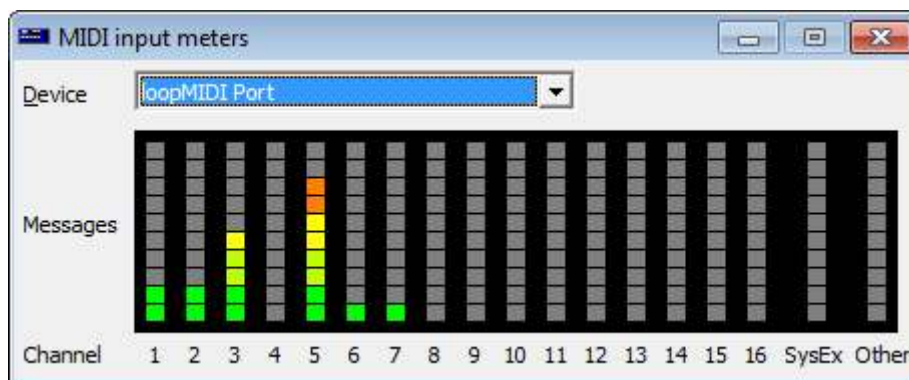 MIDI input meters
Device loopMIDI Port
Messages
Channel 1 2 3 4 5 6 7 8 9 10 11 12 13 14 15 16 SysEx Other